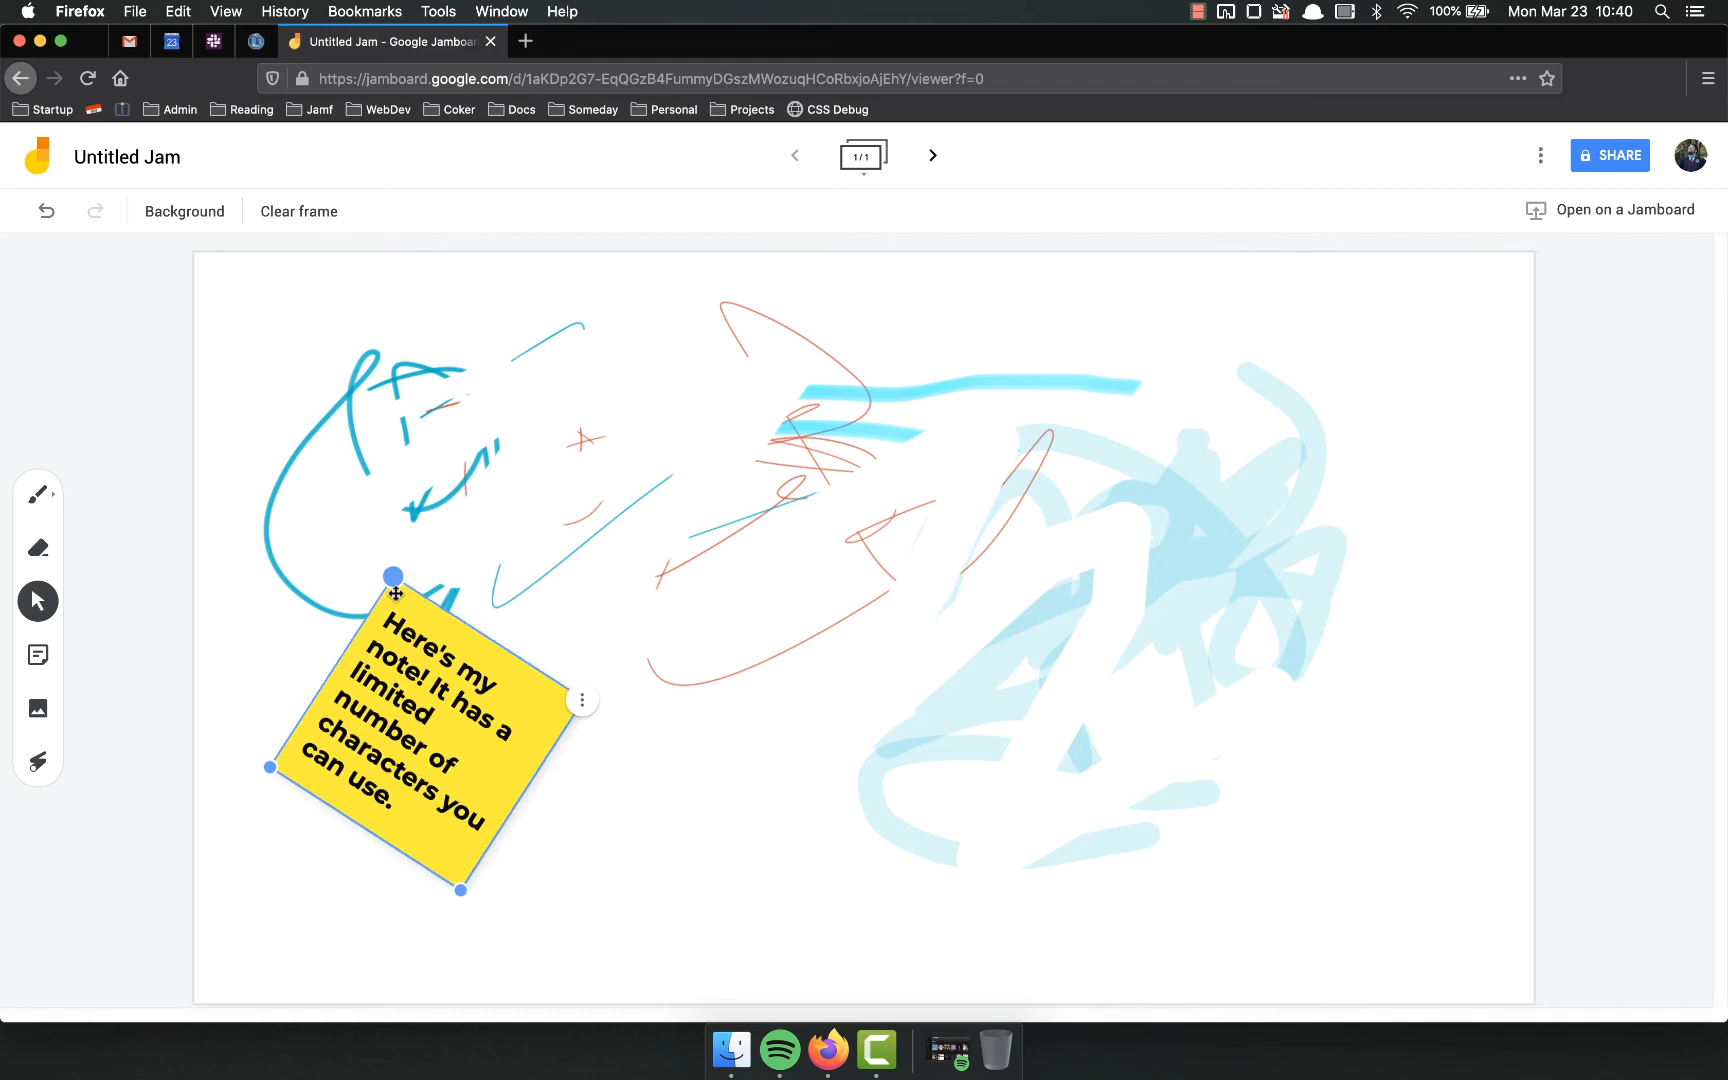 Firefox File Edit View History Bookmarks Tools Window Help
100% Mon Mar 23 10:40
23 Untitled Jam - Google Jamboar
https://jamboard.google.com/d/1aKDp2G7-EqQGzB4FummyDGszMWozuqHCoRbxjoAjEhY/viewer?f=0
Startup Admin Reading Jamf WebDev Coker Docs Someday Personal Projects CSS Debug
Untitled Jam
1/1
SHARE
Background Clear frame
Open on a Jamboard
Here's my
note! It has a
limited
number of
characters you
can use.